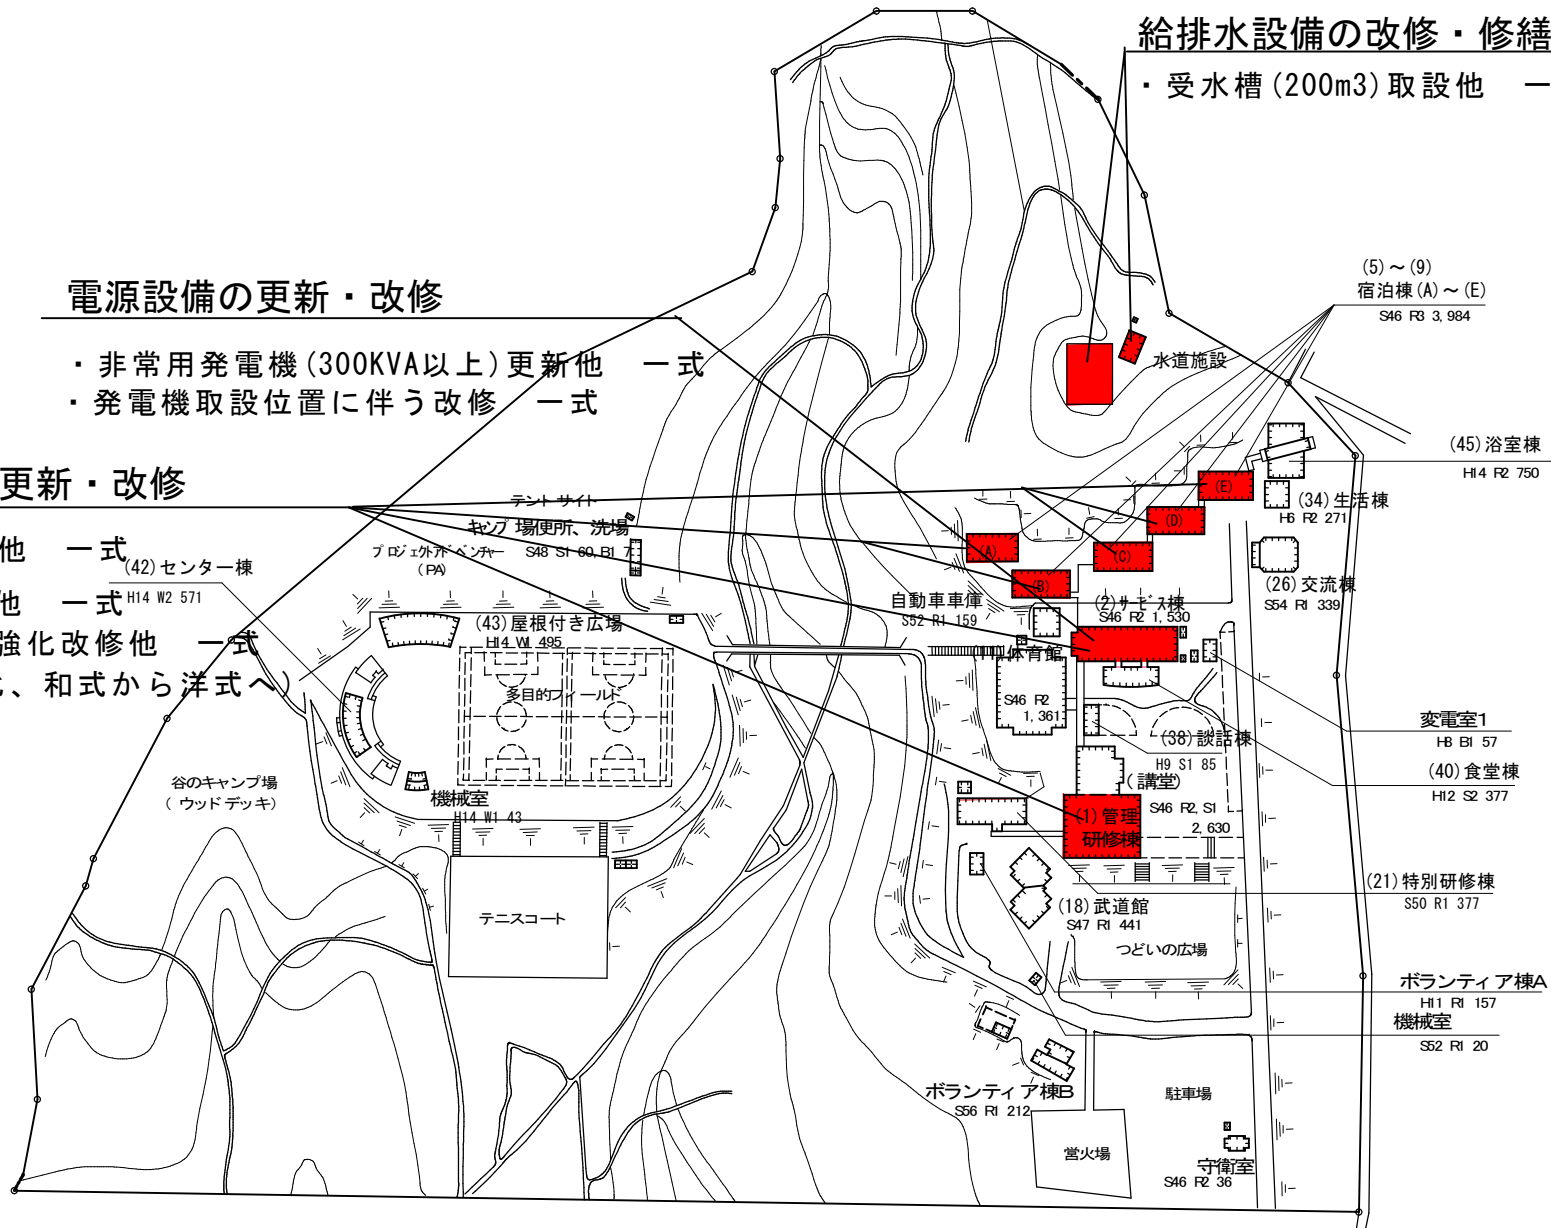 給排水設備の改修・修繕
・受水槽(200m3)取設他 一
(5)～(9)
宿泊棟(A)～(E)
S46 R3 3,984
電源設備の更新・改修
・非常用発電機(300KVA以上)更新他 一式
・発電機取設位置に伴う改修 一式
水道施設
(45)浴室棟
H14 R2 750
更新・改修
テントサイト
キャンプ場便所、洗場
S48 S1 60,B1 7
プロジェクトアドベンチャー
(PA)
(E)
(D)
(C)
(A)
(B)
(34)生活棟
H6 R2 271
他 一式
(42)センター棟
H14 W2 571
他 一式
強化改修他 一式
、和式から洋式へ)
(26)交流棟
S54 R1 339
自動車車庫
S52 R1 159
(2)サービス棟
S46 R2 1,530
(43)屋根付き広場
H14 W1 495
(11)体育館
S46 R2
1,361
多目的フィールド
変電室1
H8 B1 57
(38)談話棟
H9 S1 85
(40)食堂棟
H12 S2 377
谷のキャンプ場
(ウッドデッキ)
機械室
H14 W1 43
(講堂)
S46 R2,S1
2,630
(1)管理
研修棟
(21)特別研修棟
S50 R1 377
テニスコート
(18)武道館
S47 R1 441
つどいの広場
ボランティア棟A
H11 R1 157
機械室
S52 R1 20
ボランティア棟B
S56 R1 212
駐車場
営火場
守衛室
S46 R2 36